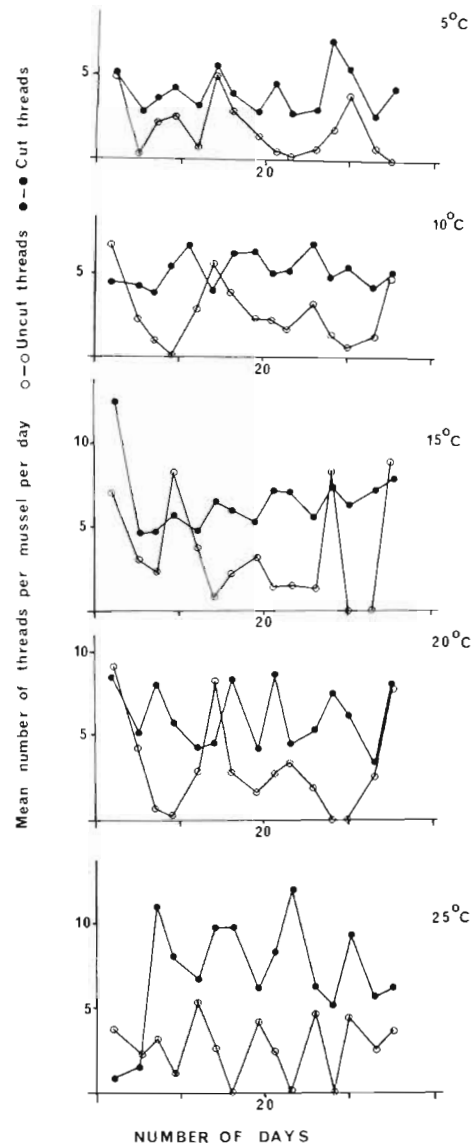 Mean number of threads per mussel per day o–o Uncut threads ●–● Cut threads
5°C
5
20
10°C
5
20
15°C
10
5
20
20°C
10
5
20
25°C
10
5
20
NUMBER OF DAYS